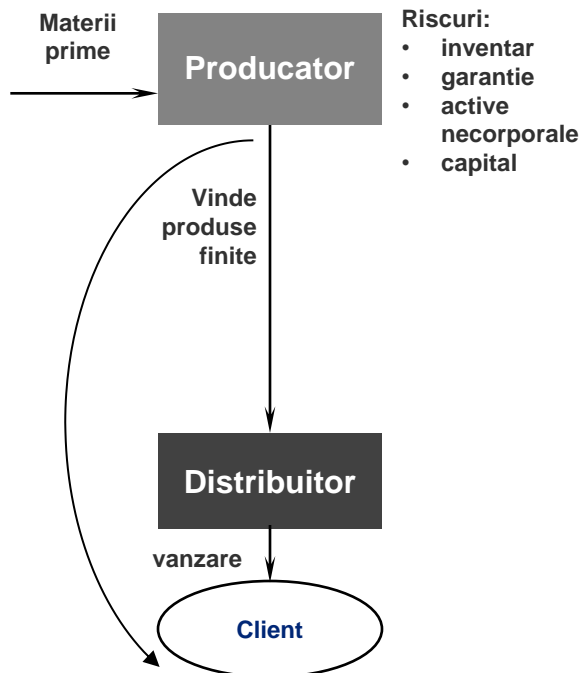 Materii
prime
Producator
Riscuri:
• inventar
• garantie
• active
necorporale
• capital
Vinde
produse
finite
Distribuitor
vanzare
Client